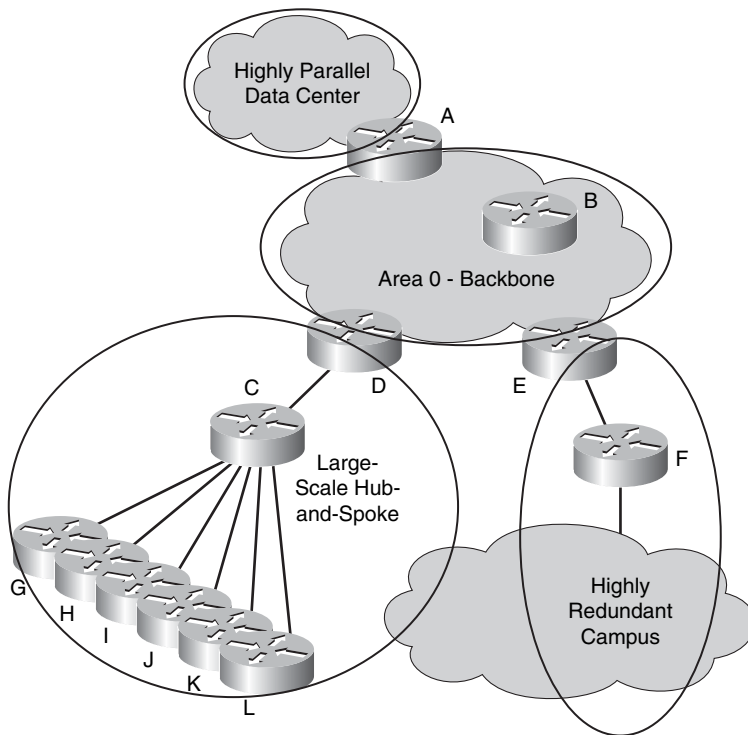 Highly Parallel
Data Center
A
B
Area 0 - Backbone
D
E
C
F
Large-
Scale Hub-
and-Spoke
G
H
I
J
K
L
Highly
Redundant
Campus